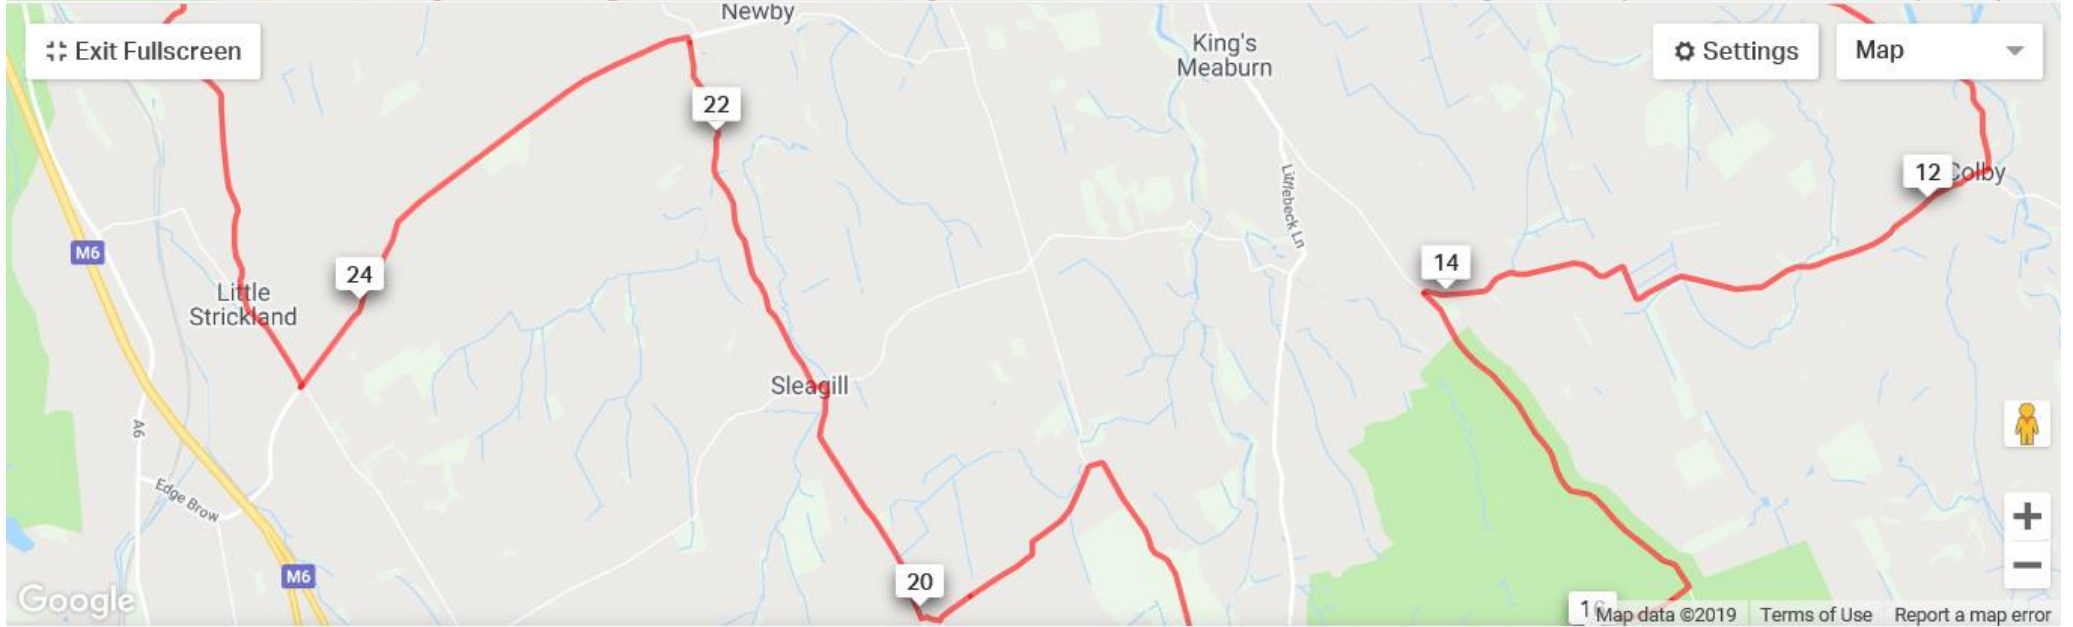 Newby
Exit Fullscreen
King's
Meaburn
Settings
Map
22
Littlebeck Ln
12
Colby
M6
14
24
Little
Strickland
Sleagill
A6
Edge Brow
M6
20
Google
Map data ©2019
Terms of Use
Report a map error